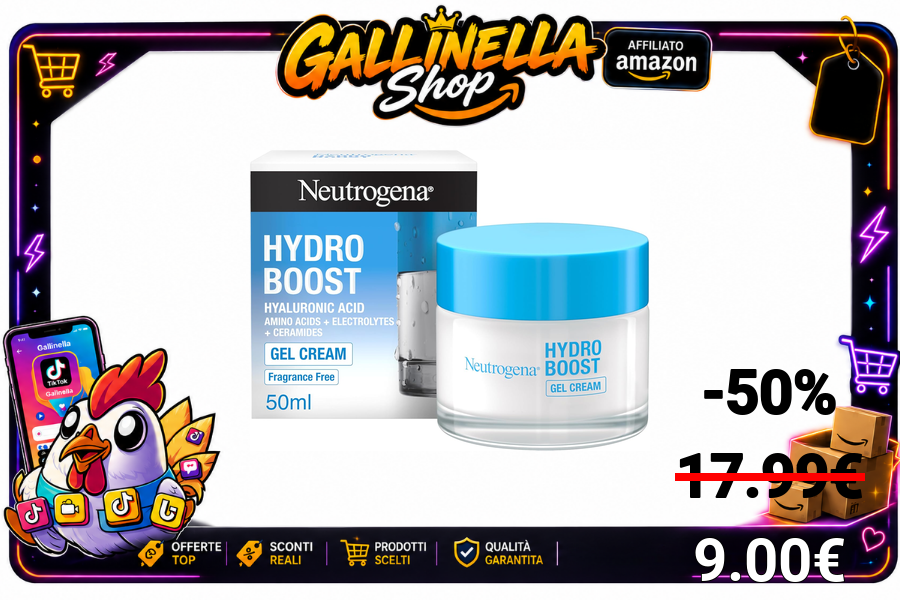 GALLINELLA
Shop
AFFILIATO
amazon
Neutrogena®
HYDRO
BOOST
HYALURONIC ACID
AMINO ACIDS + ELECTROLYTES
+ CERAMIDES
GEL CREAM
Fragrance Free
50ml
Neutrogena®
HYDRO
BOOST
GEL CREAM
Gallinella
TikTok
Gallinella
-50%
17.99€
9.00€
OFFERTE
TOP
SCONTI
REALI
PRODOTTI
SCELTI
QUALITÀ
GARANTITA